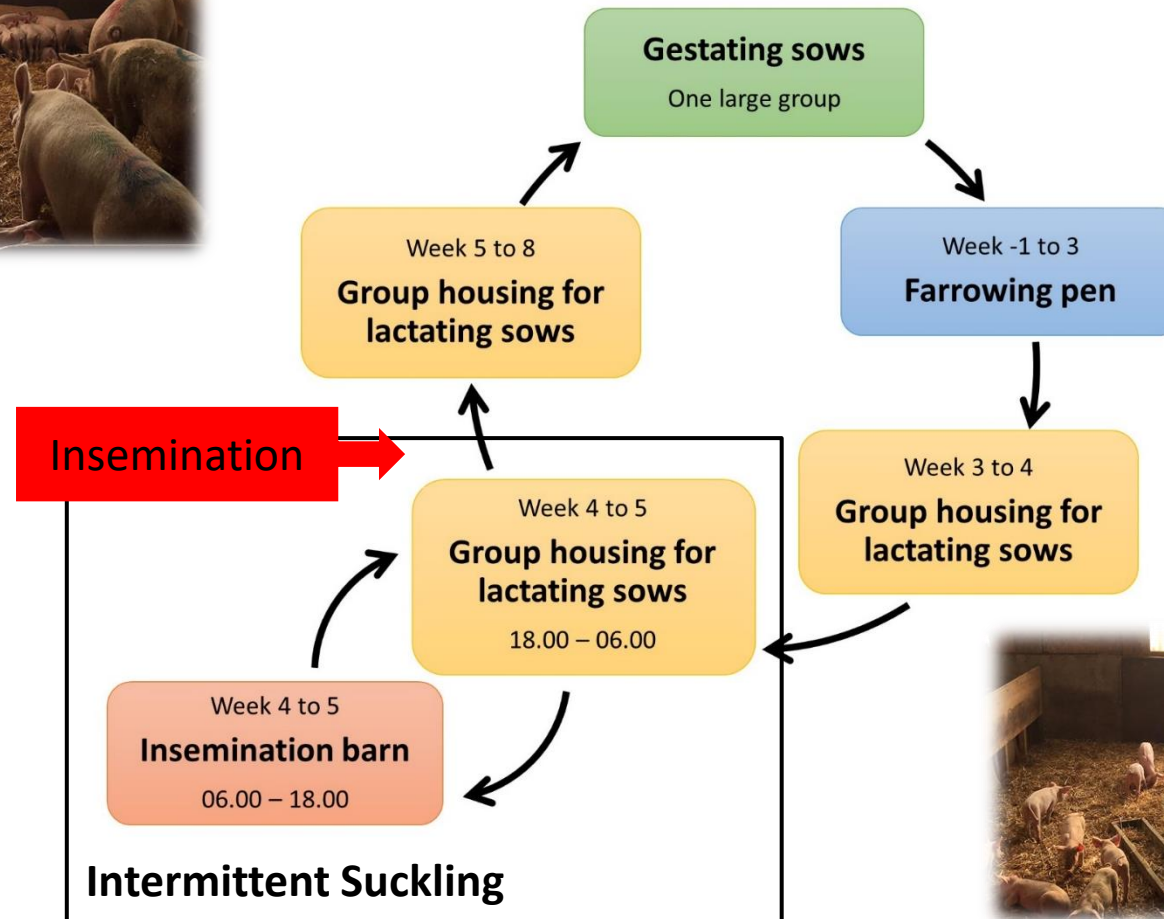 Gestating sows
One large group
Week -1 to 3
Farrowing pen
Week 3 to 4
Group housing for
lactating sows
Week 4 to 5
Group housing for
lactating sows
18.00 – 06.00
Week 4 to 5
Insemination barn
06.00 – 18.00
Intermittent Suckling
Insemination
Week 5 to 8
Group housing for
lactating sows